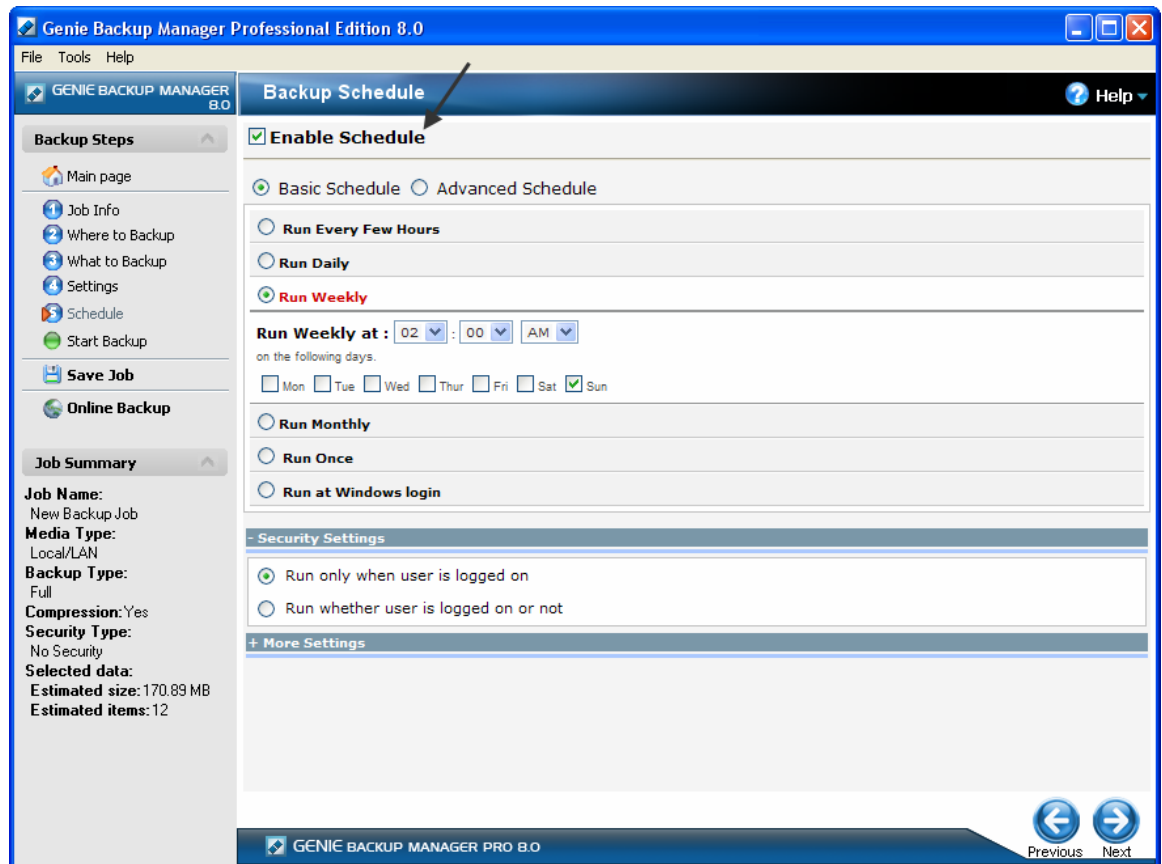 Genie Backup Manager Professional Edition 8.0
File Tools Help
GENIE BACKUP MANAGER
8.0
Backup Schedule
Help
Backup Steps
Main page
1 Job Info
2 Where to Backup
3 What to Backup
4 Settings
5 Schedule
Start Backup
Save Job
Online Backup
Job Summary
Job Name:
New Backup Job
Media Type:
Local/LAN
Backup Type:
Full
Compression: Yes
Security Type:
No Security
Selected data:
Estimated size: 170.89 MB
Estimated items: 12
Enable Schedule
Basic Schedule Advanced Schedule
Run Every Few Hours
Run Daily
Run Weekly
Run Weekly at : 02 : 00 AM
on the following days.
Mon Tue Wed Thur Fri Sat Sun
Run Monthly
Run Once
Run at Windows login
- Security Settings
Run only when user is logged on
Run whether user is logged on or not
+ More Settings
GENIE BACKUP MANAGER PRO 8.0
Previous Next